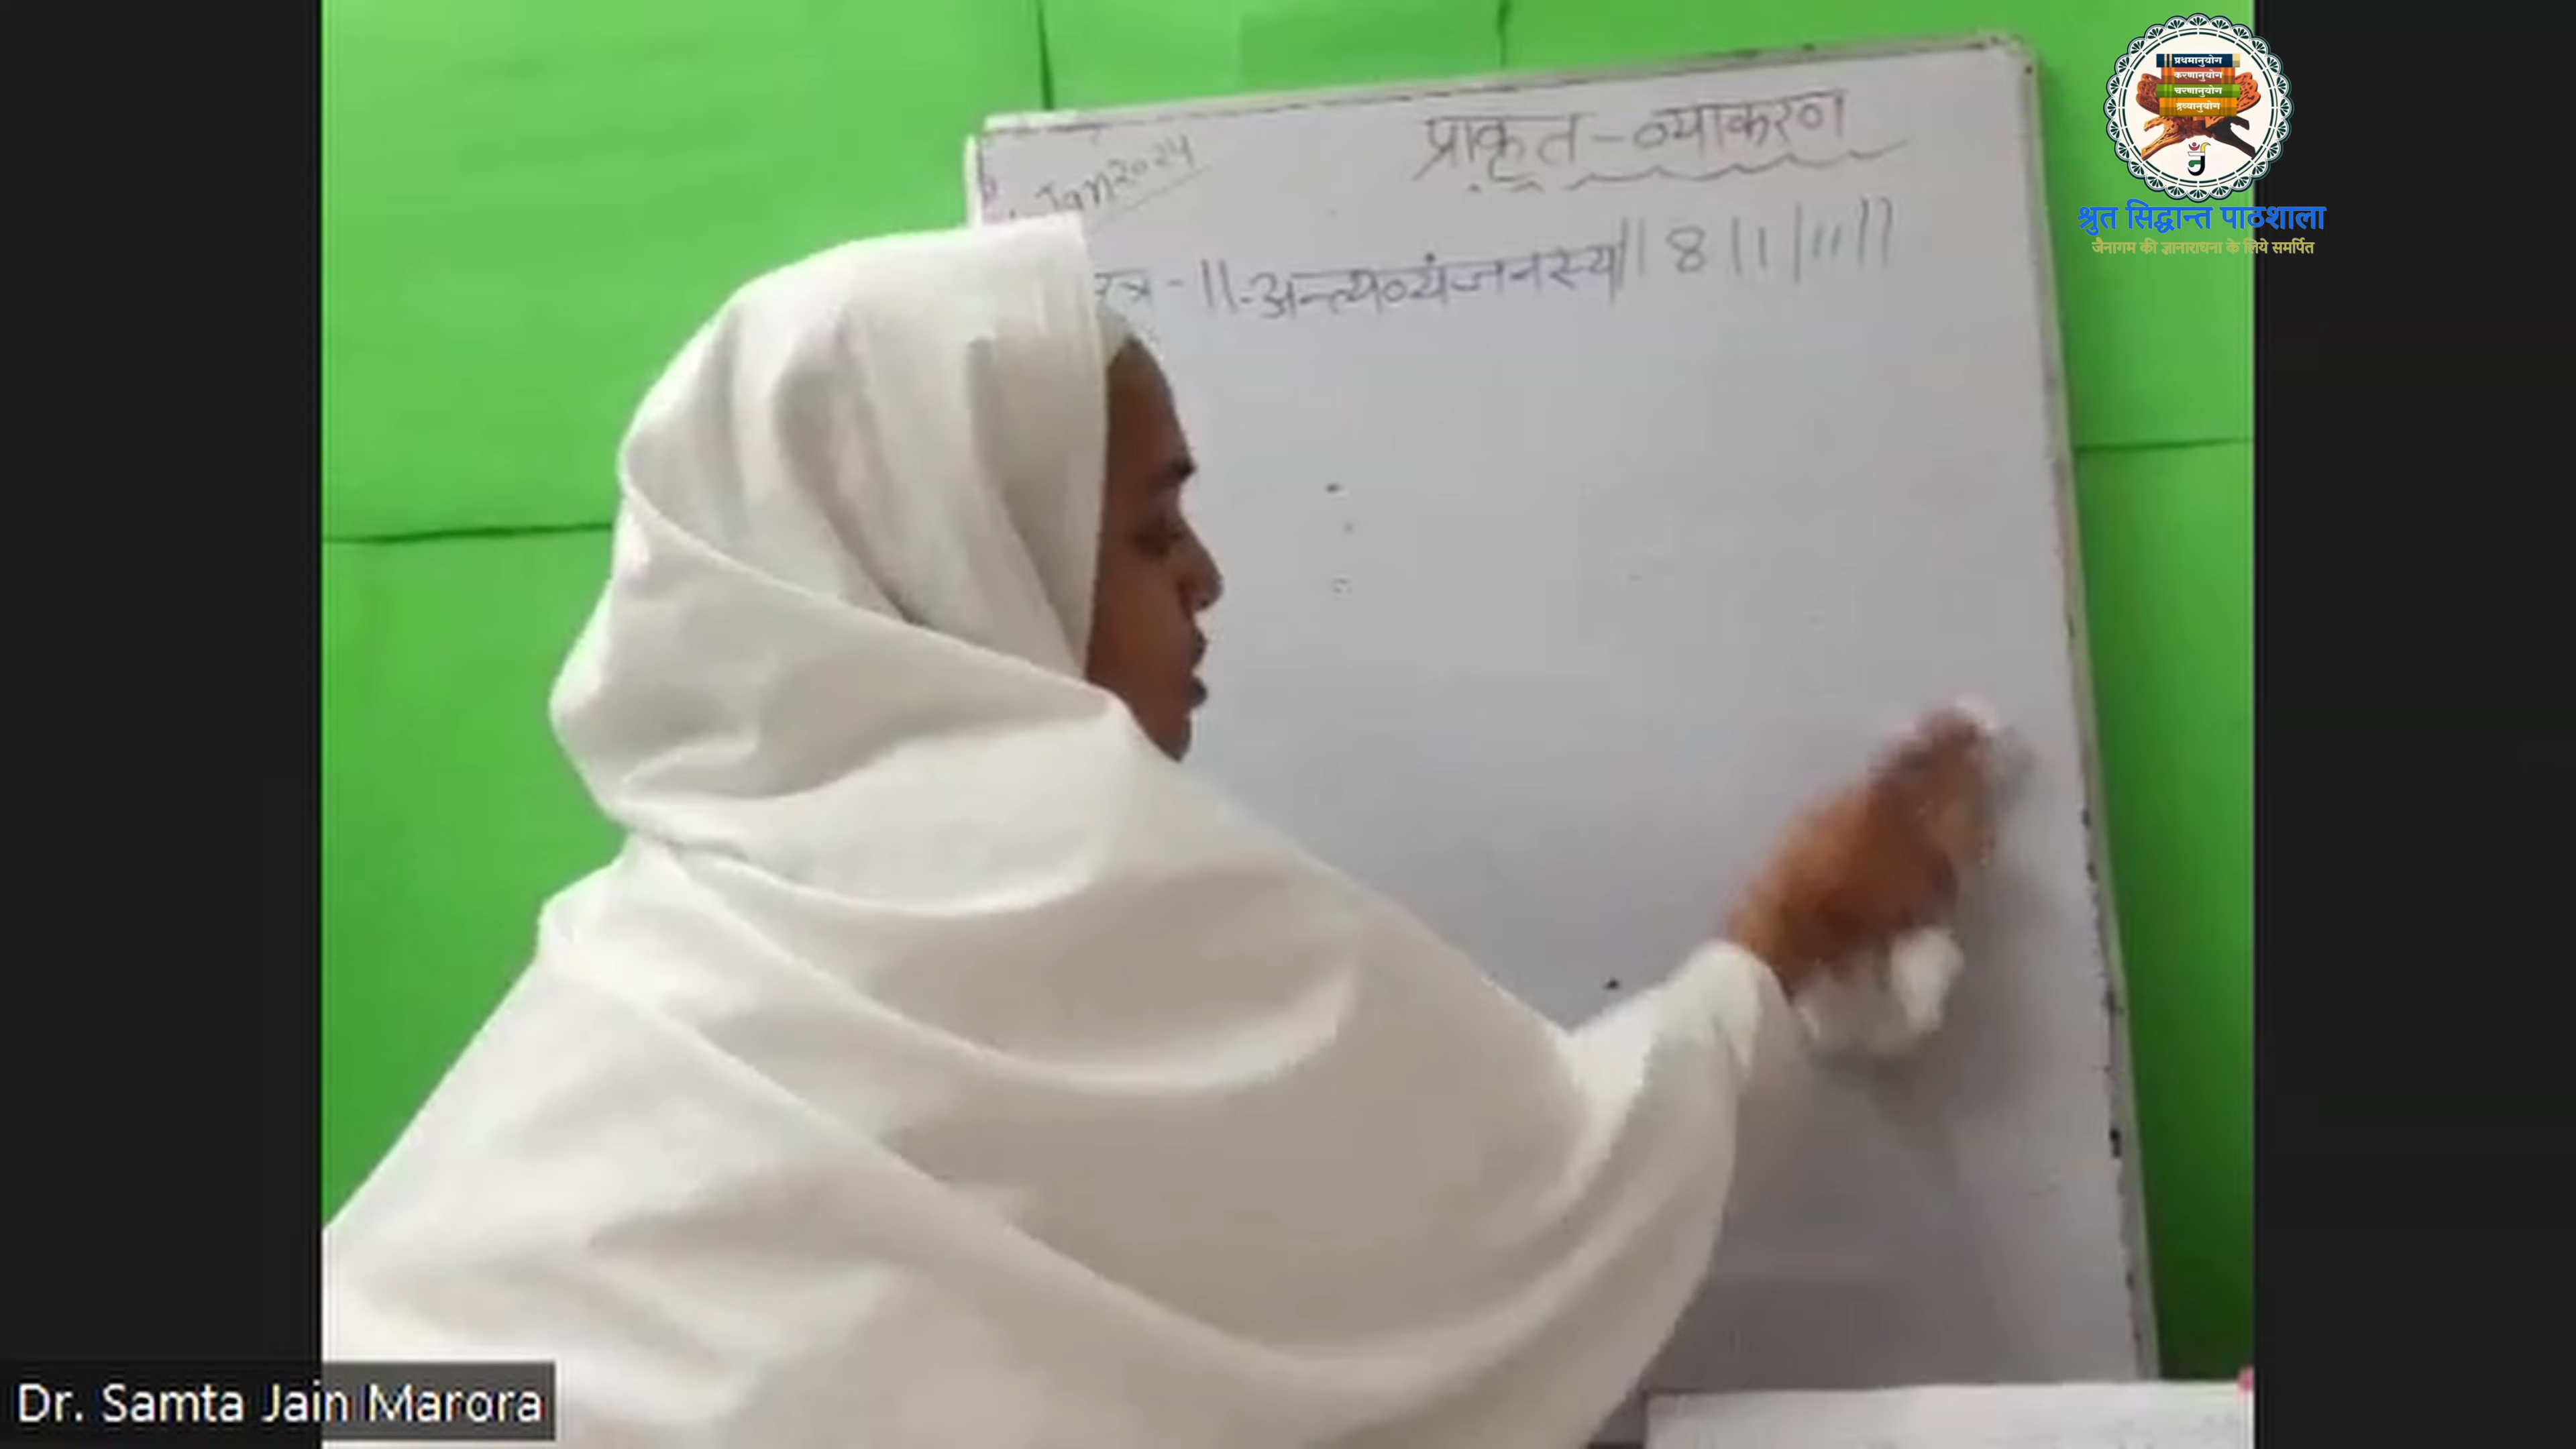 Jan 2024
प्राकृत-व्याकरण
सूत्र-11-अन्त्यव्यंजनस्य|| 8|1|11||
प्रथमानुयोग
करणानुयोग
चरणानुयोग
द्रव्यानुयोग
श्रुत सिद्धान्त पाठशाला
जैनागम की ज्ञानाराधना के लिये समर्पित
Dr. Samta Jain Marora